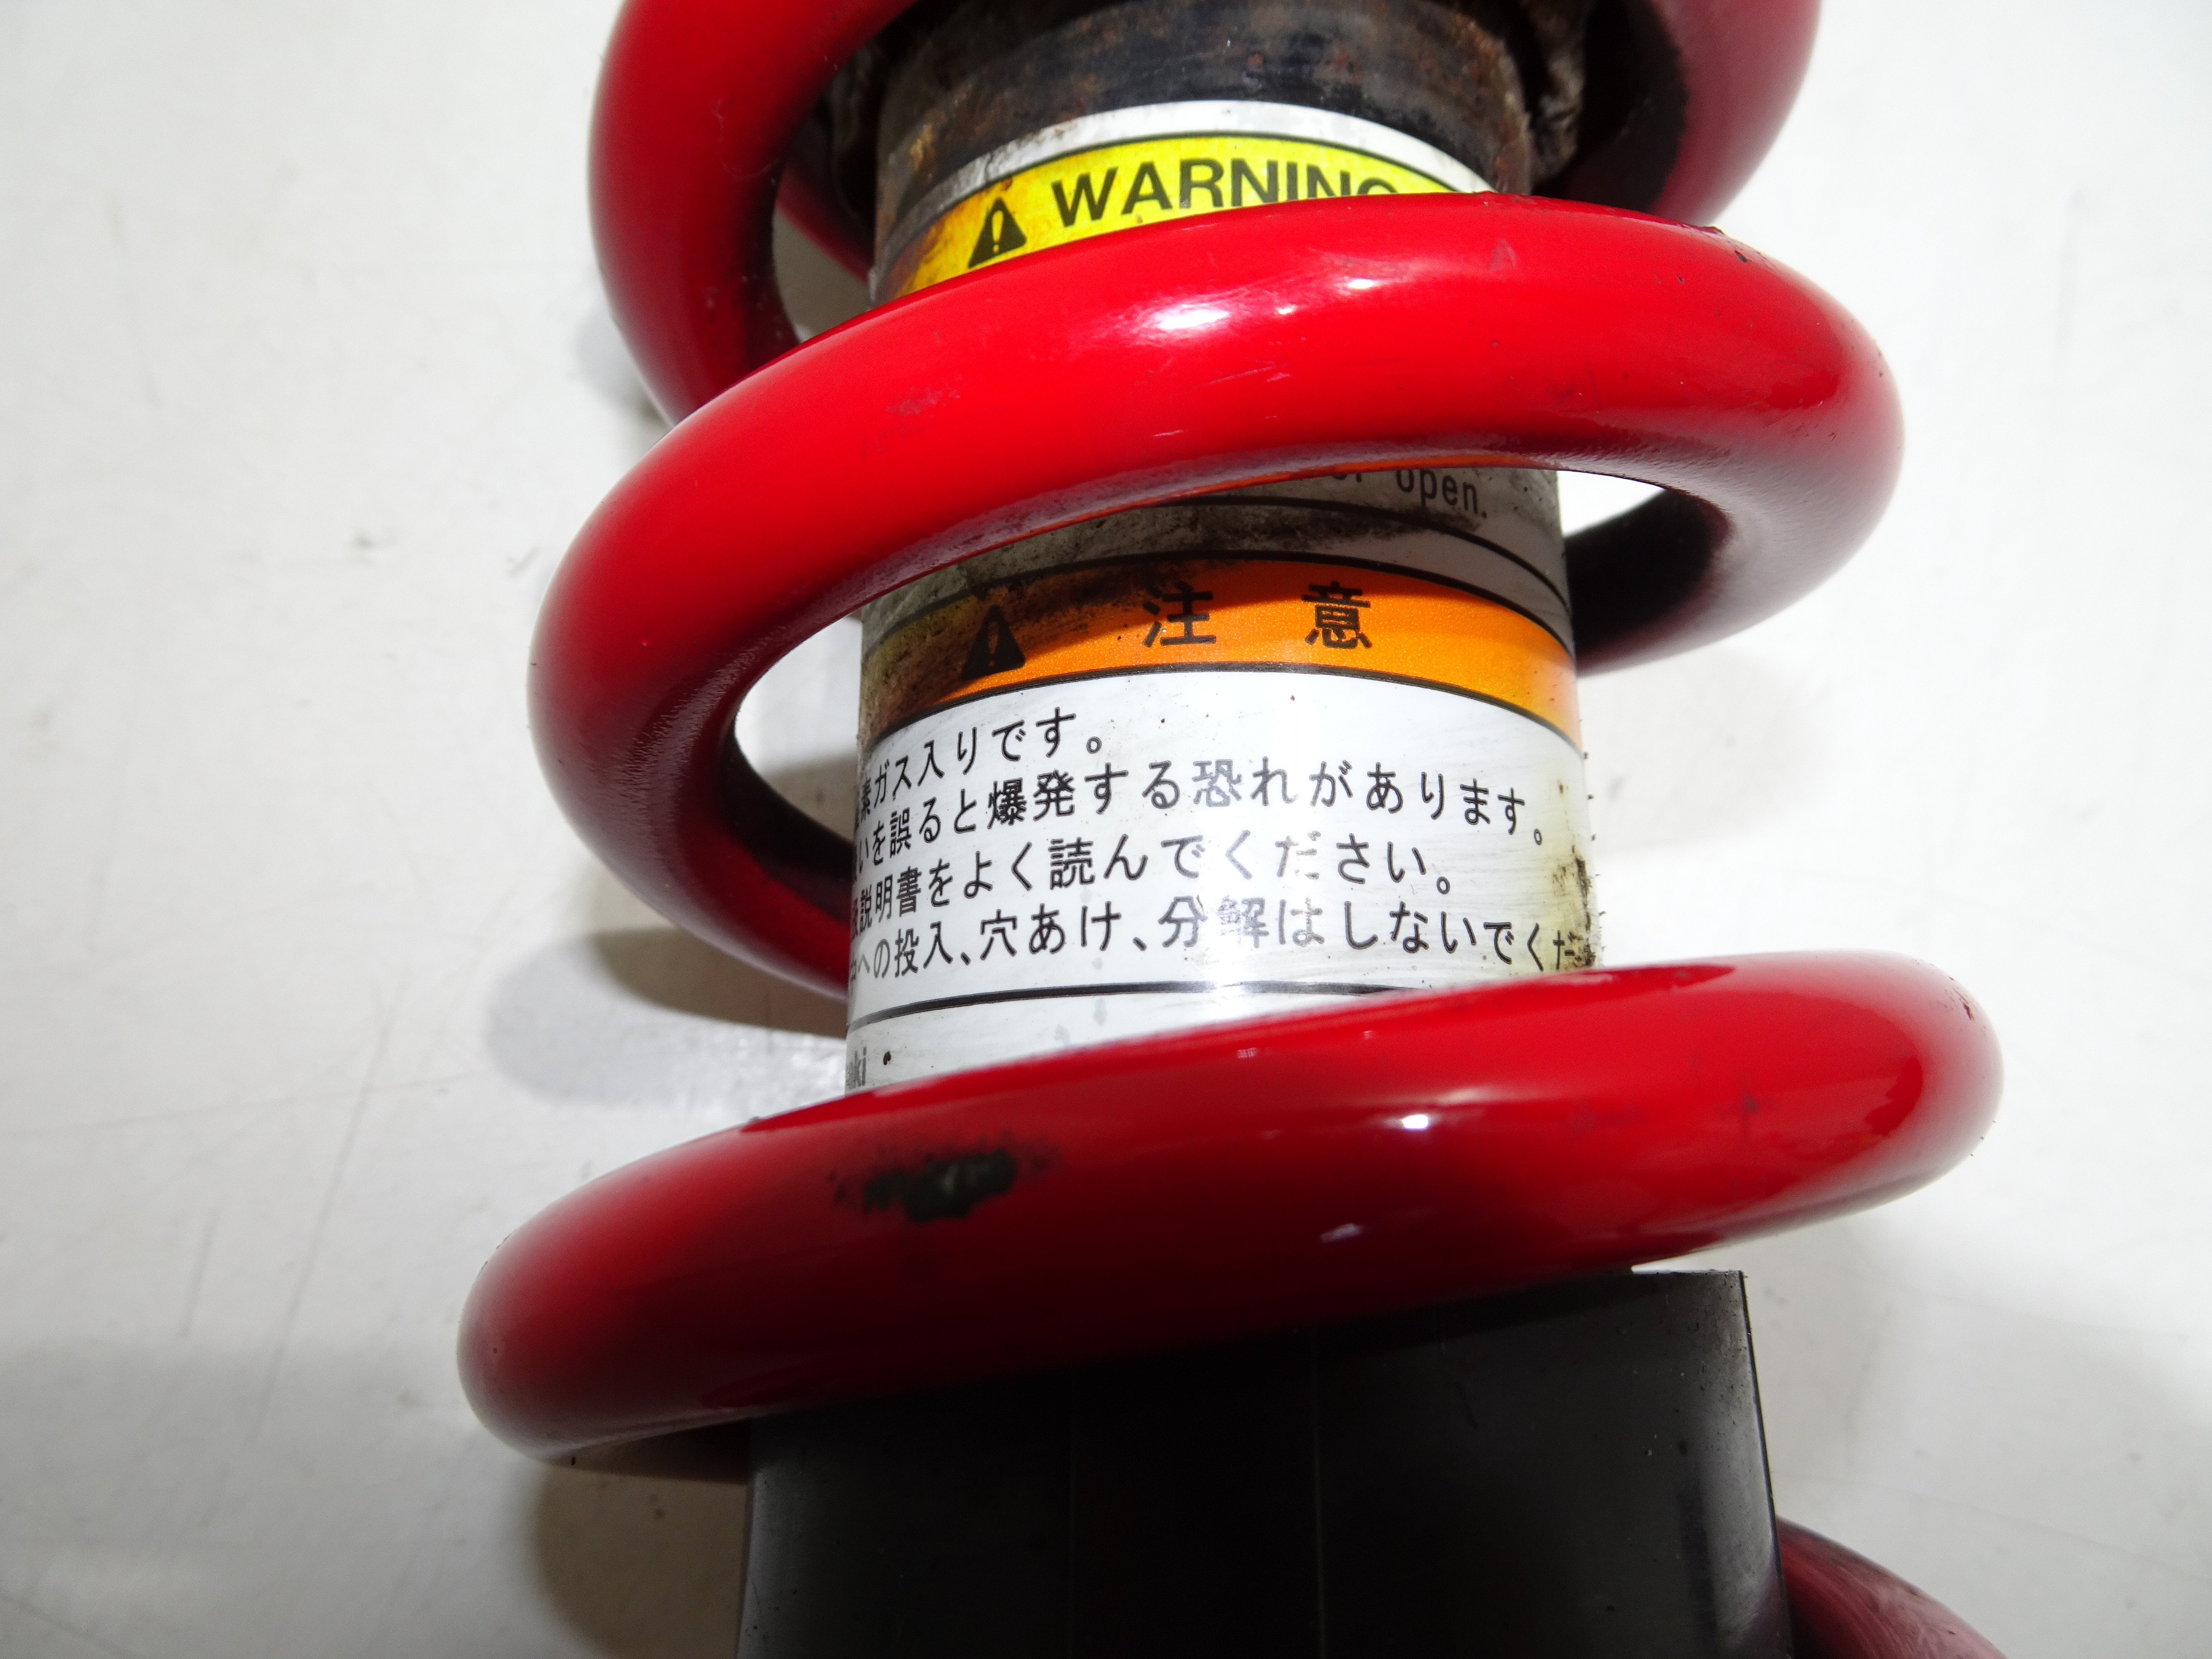 WARNING
open.
注意
素ガス入りです。
いを誤ると爆発する恐れがあります。
説明書をよく読んでください。
への投入、穴あけ、分解はしないでくだ